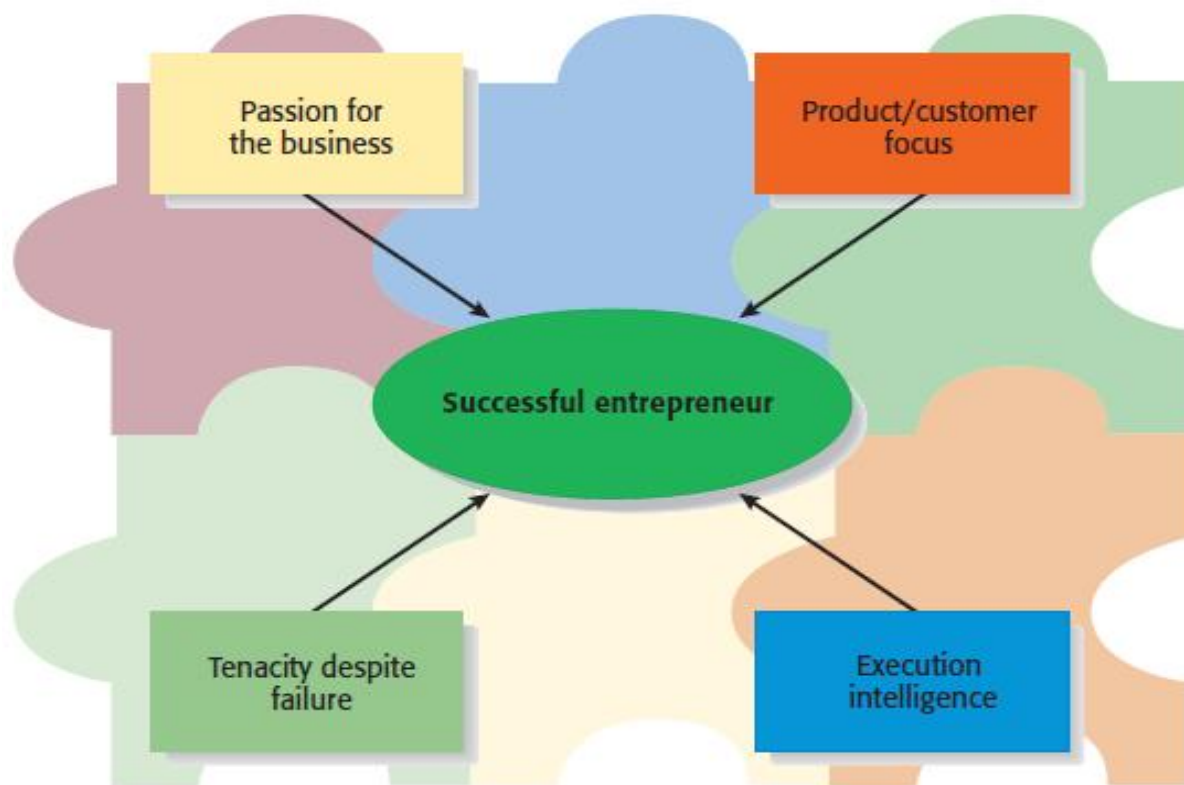 Passion for
the business
Product/customer
focus
Successful entrepreneur
Tenacity despite
failure
Execution
intelligence